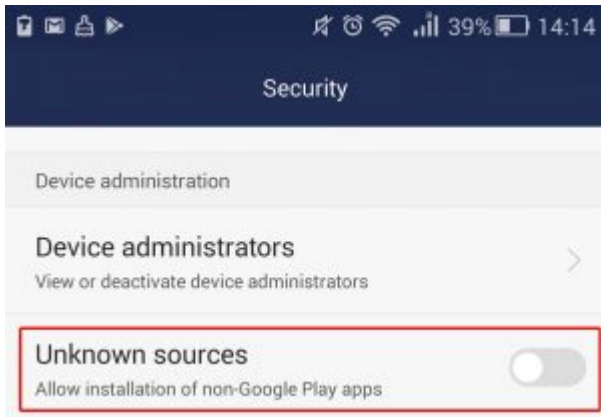 39% 14:14
Security
Device administration
Device administrators
View or deactivate device administrators
Unknown sources
Allow installation of non-Google Play apps